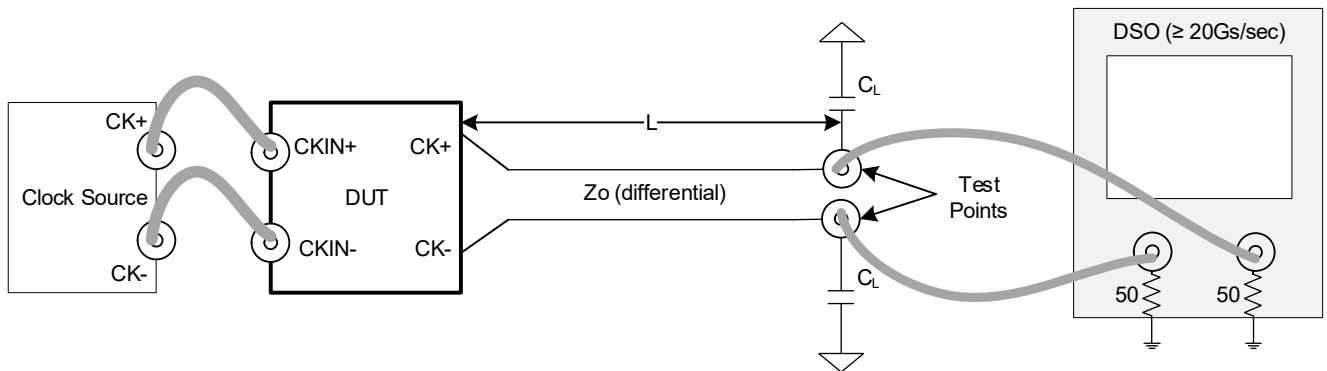 DSO (≥ 20Gs/sec)
CL
CK+
L
CKIN+
CK+
Clock Source
DUT
Zo (differential)
Test
Points
CKIN-
CK-
CK-
CL
50
50